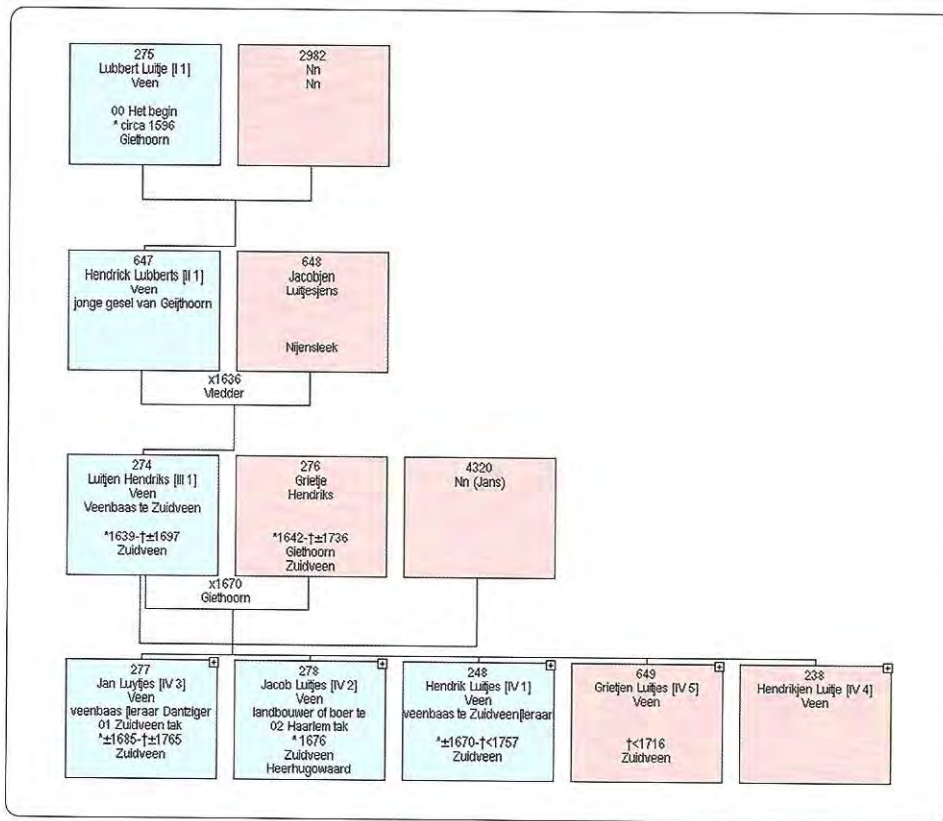 275
Lubbert Luitje [I 1]
Veen
00 Het begin
* circa 1596
Giethoorn
2982
Nn
Nn
647
Hendrick Lubberts [II 1]
Veen
jonge gesel van Geijthoorn
648
Jacobjen
Luitjesjens
Nijensleek
x1636
Vledder
274
Luitjen Hendriks [III 1]
Veen
Veenbaas te Zuidveen
*1639-†±1697
Zuidveen
276
Grietje
Hendriks
*1642-†±1736
Giethoorn
Zuidveen
4320
Nn (Jans)
x1670
Giethoorn
277
Jan Luytjes [IV 3]
Veen
veenbaas [leraar Dantziger
01 Zuidveen tak
*±1685-†±1765
Zuidveen
278
Jacob Luitjes [IV 2]
Veen
landbouwer of boer te
02 Haarlem tak
* 1676
Zuidveen
Heerhugowaard
248
Hendrik Luitjes [IV 1]
Veen
veenbaas te Zuidveen[leraar
*±1670-†<1757
Zuidveen
649
Grietjen Luitjes [IV 5]
Veen
†<1716
Zuidveen
238
Hendrikjen Luitje [IV 4]
Veen